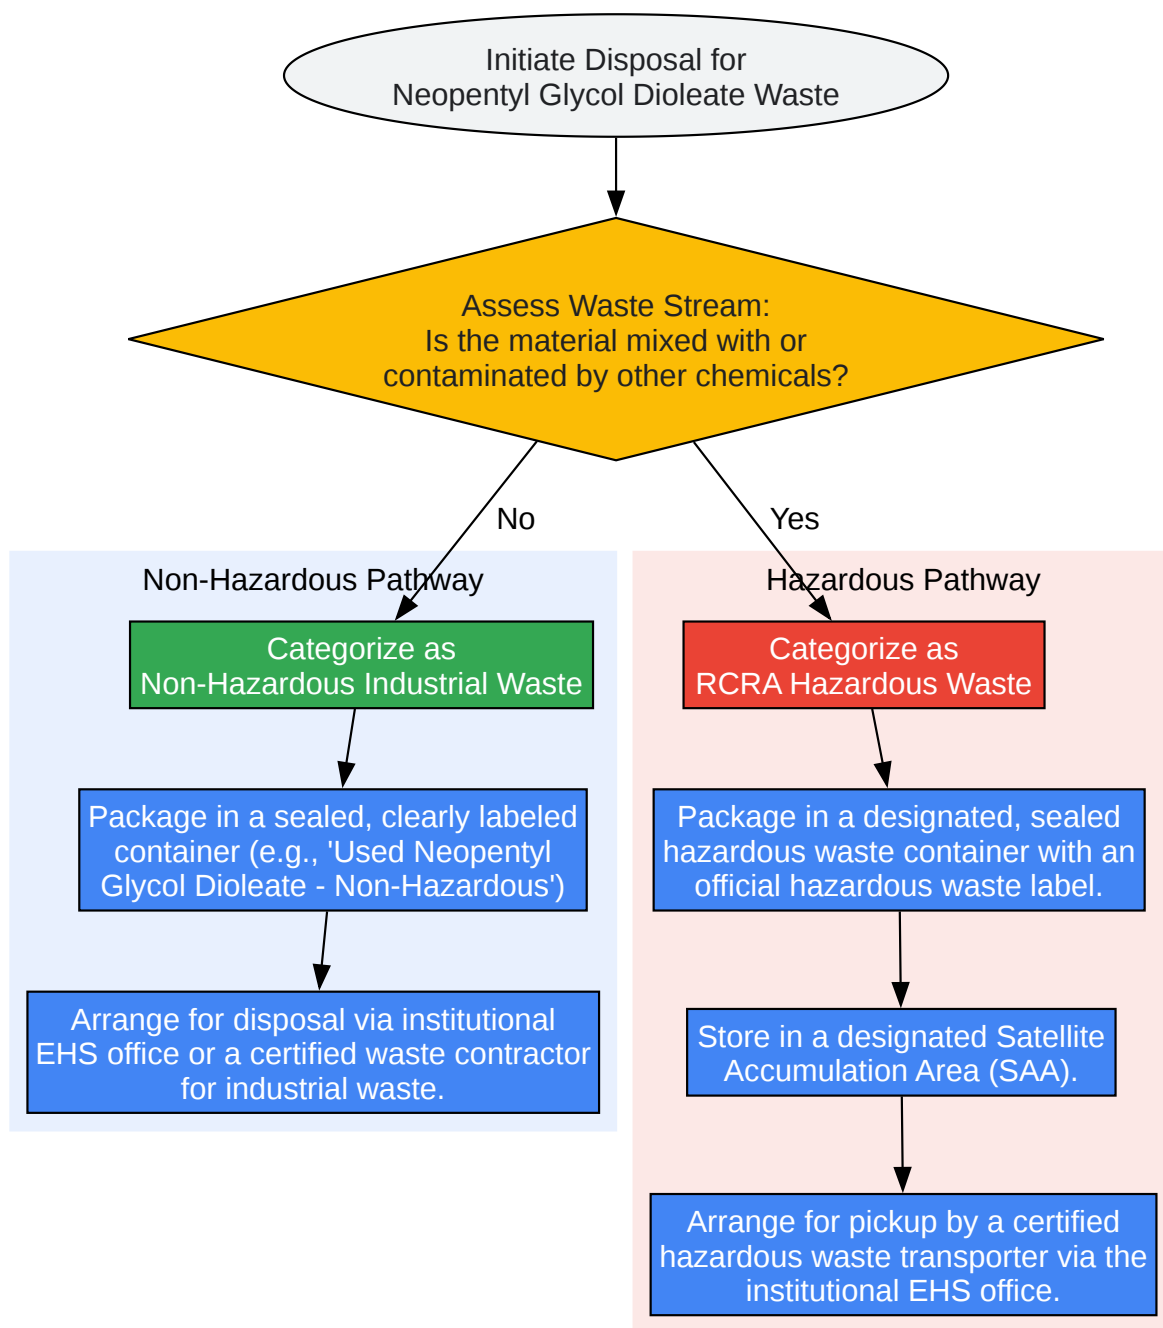 Initiate Disposal for
Neopentyl Glycol Dioleate Waste
Assess Waste Stream:
Is the material mixed with or
contaminated by other chemicals?
No
Yes
Non-Hazardous Pathway
Categorize as
Non-Hazardous Industrial Waste
Package in a sealed, clearly labeled
container (e.g., 'Used Neopentyl
Glycol Dioleate - Non-Hazardous')
Arrange for disposal via institutional
EHS office or a certified waste contractor
for industrial waste.
Hazardous Pathway
Categorize as
RCRA Hazardous Waste
Package in a designated, sealed
hazardous waste container with an
official hazardous waste label.
Store in a designated Satellite
Accumulation Area (SAA).
Arrange for pickup by a certified
hazardous waste transporter via the
institutional EHS office.